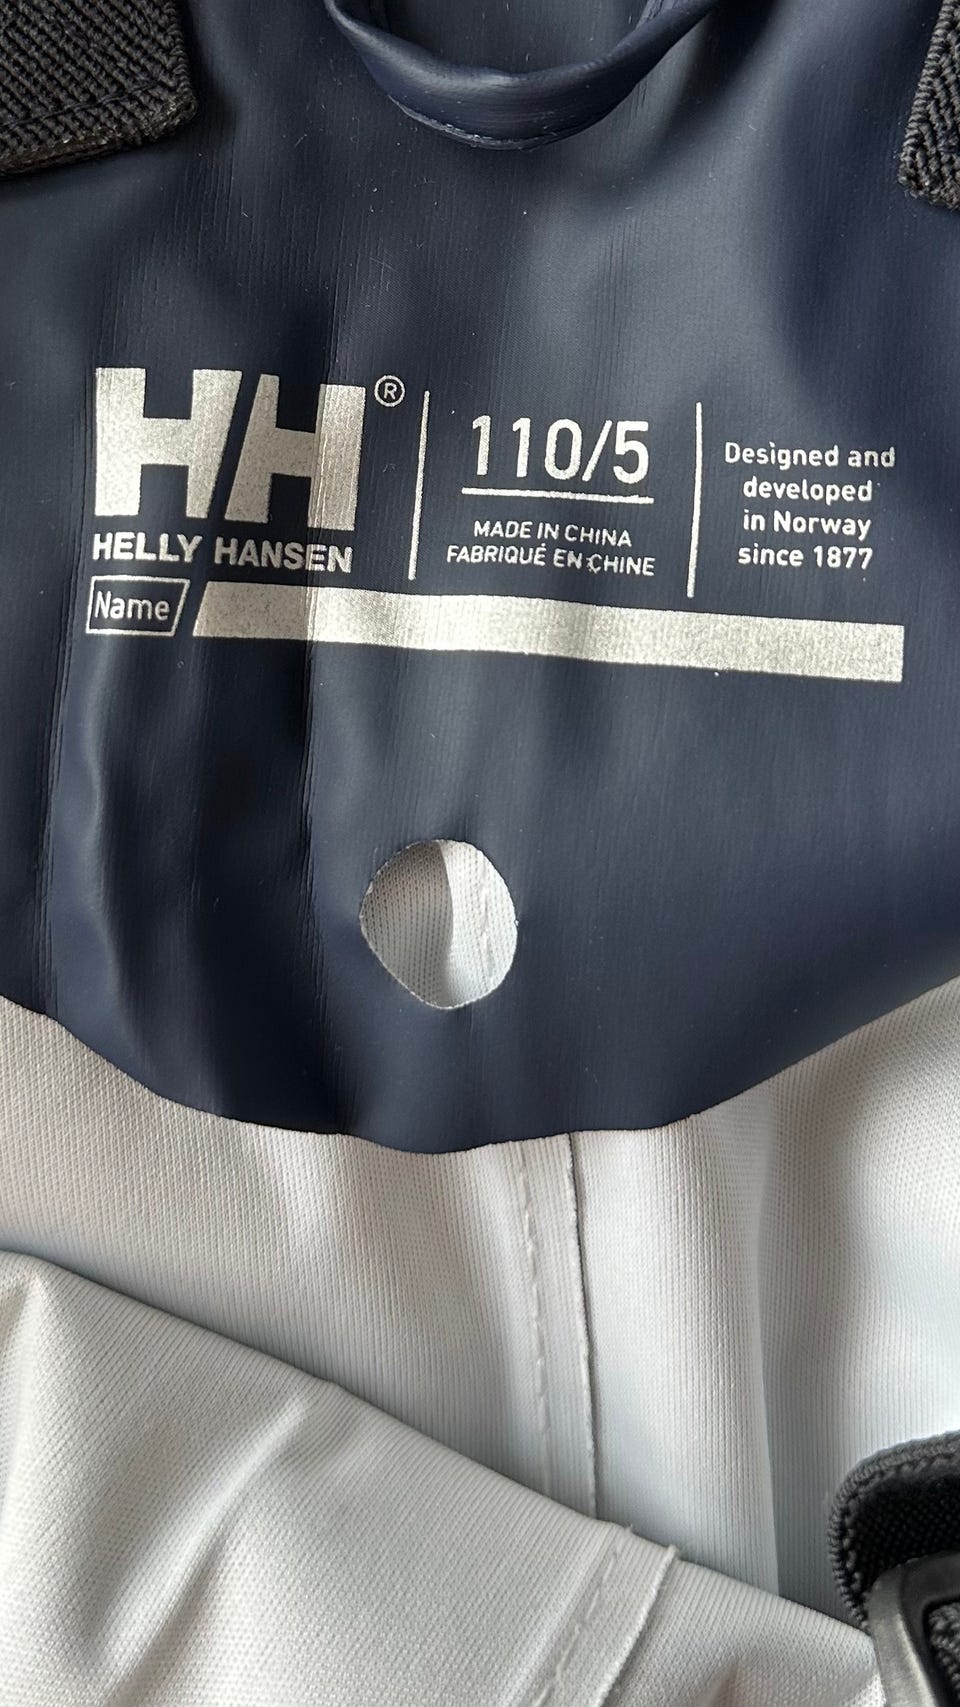 HH®
HELLY HANSEN
Name
110/5
MADE IN CHINA
FABRIQUÉ EN CHINE
Designed and
developed
in Norway
since 1877